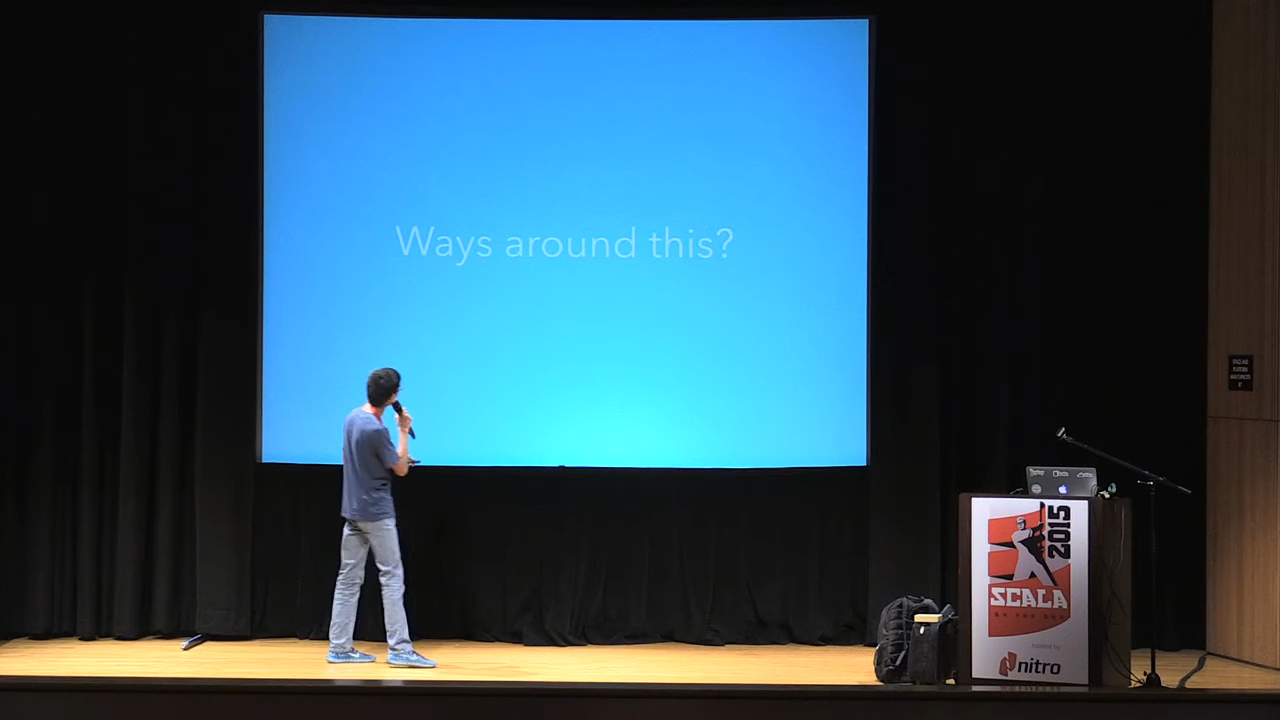 Ways around this?
2015
SCALA
BY THE BAY
hosted by
nitro